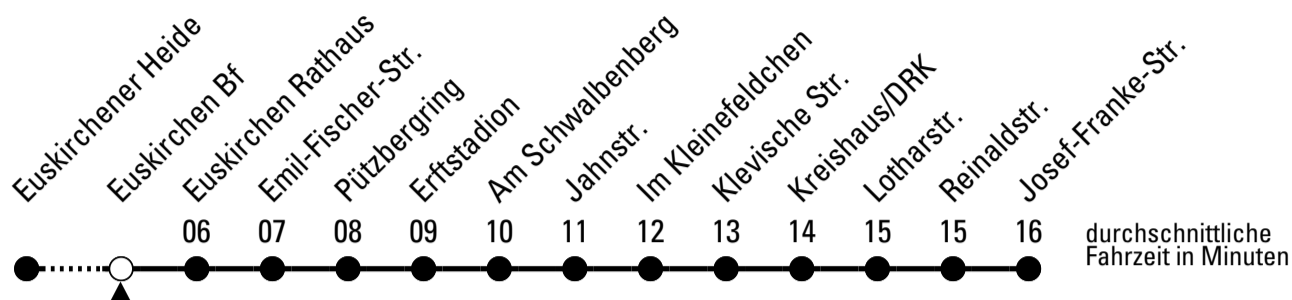 Euskirchener Heide
Euskirchen Bf
Euskirchen Rathaus
Emil-Fischer-Str.
Pützbergring
Erftstadion
Am Schwalbenberg
Jahnstr.
Im Kleinefeldchen
Klevische Str.
Kreishaus/DRK
Lotharstr.
Reinaldstr.
Josef-Franke-Str.
06 07 08 09 10 11 12 13 14 15 15 16
durchschnittliche
Fahrzeit in Minuten